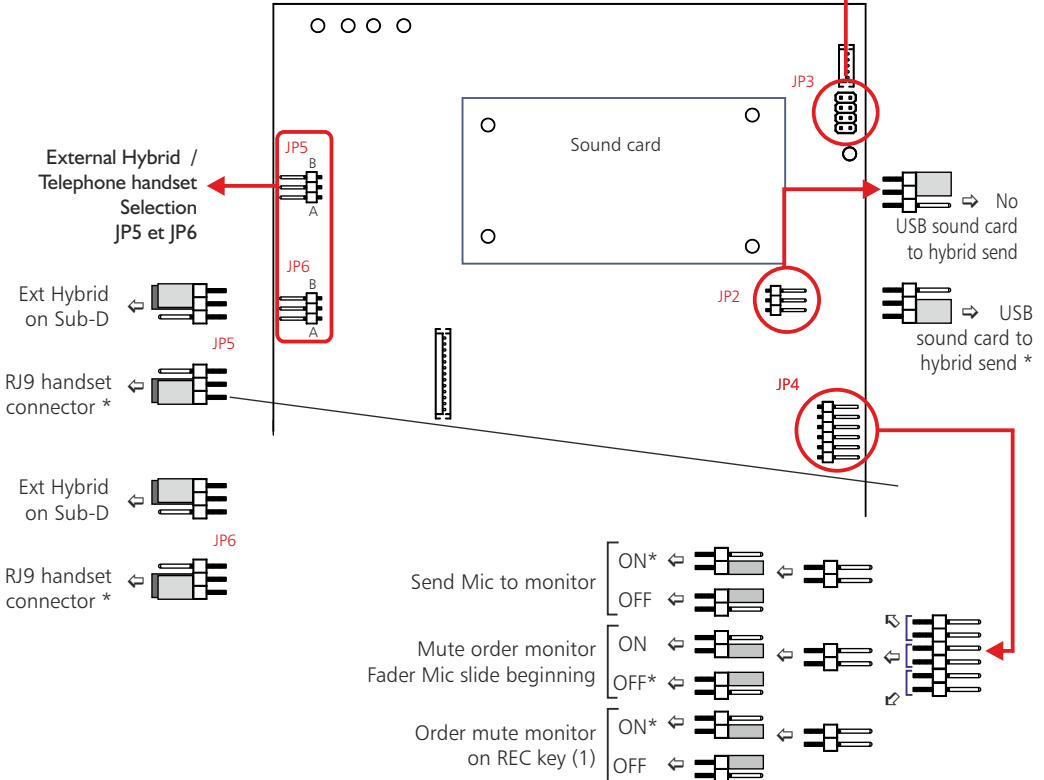 JP3
Sound card
JP5
B
A
External Hybrid /
Telephone handset
Selection
JP5 et JP6
JP6
B
A
No
USB sound card
to hybrid send
JP2
USB
sound card to
hybrid send *
Ext Hybrid
on Sub-D
JP5
RJ9 handset
connector *
JP4
Ext Hybrid
on Sub-D
JP6
RJ9 handset
connector *
Send Mic to monitor
ON*
OFF
Mute order monitor
Fader Mic slide beginning
ON
OFF*
Order mute monitor
on REC key (1)
ON*
OFF